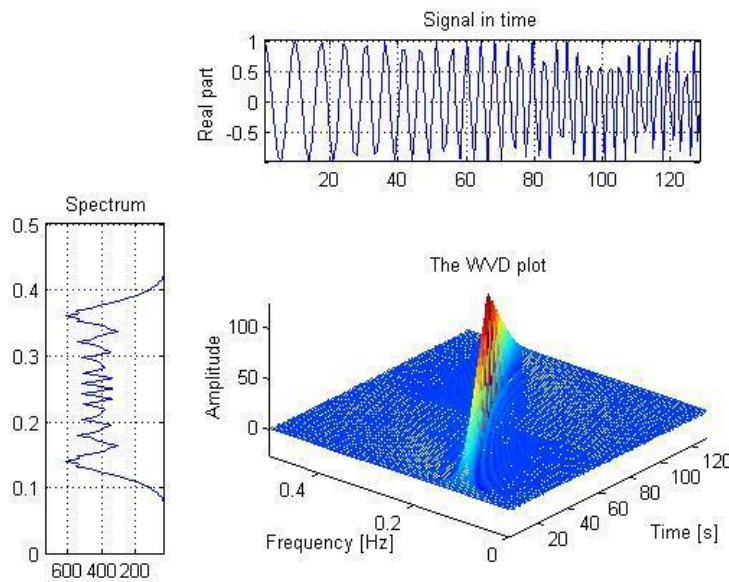 Signal in time
Real part
1
0.5
0
-0.5
20 40 60 80 100 120
Spectrum
0.5
0.4
0.3
0.2
0.1
0
600 400 200
The WVD plot
Amplitude
100
50
0
0.4
0.2
0
Frequency [Hz]
20 40 60 80 100 120
Time [s]